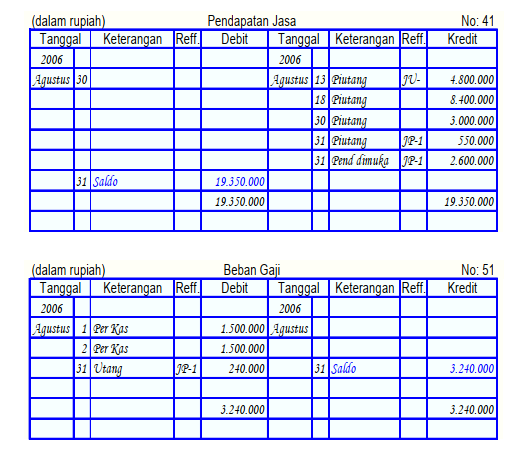 (dalam rupiah) Pendapatan Jasa No: 41
Tanggal Keterangan Reff. Debit Tanggal Keterangan Reff. Kredit
2006 2006
Agustus 30 Agustus 13 Piutang JU- 4.800.000
18 Piutang 8.400.000
30 Piutang 3.000.000
31 Piutang JP-1 550.000
31 Pend dimuka JP-1 2.600.000
31 Saldo 19.350.000
19.350.000 19.350.000
(dalam rupiah) Beban Gaji No: 51
Tanggal Keterangan Reff. Debit Tanggal Keterangan Reff. Kredit
2006 2006
Agustus 1 Per Kas 1.500.000 Agustus
2 Per Kas 1.500.000
31 Utang JP-1 240.000 31 Saldo 3.240.000
3.240.000 3.240.000